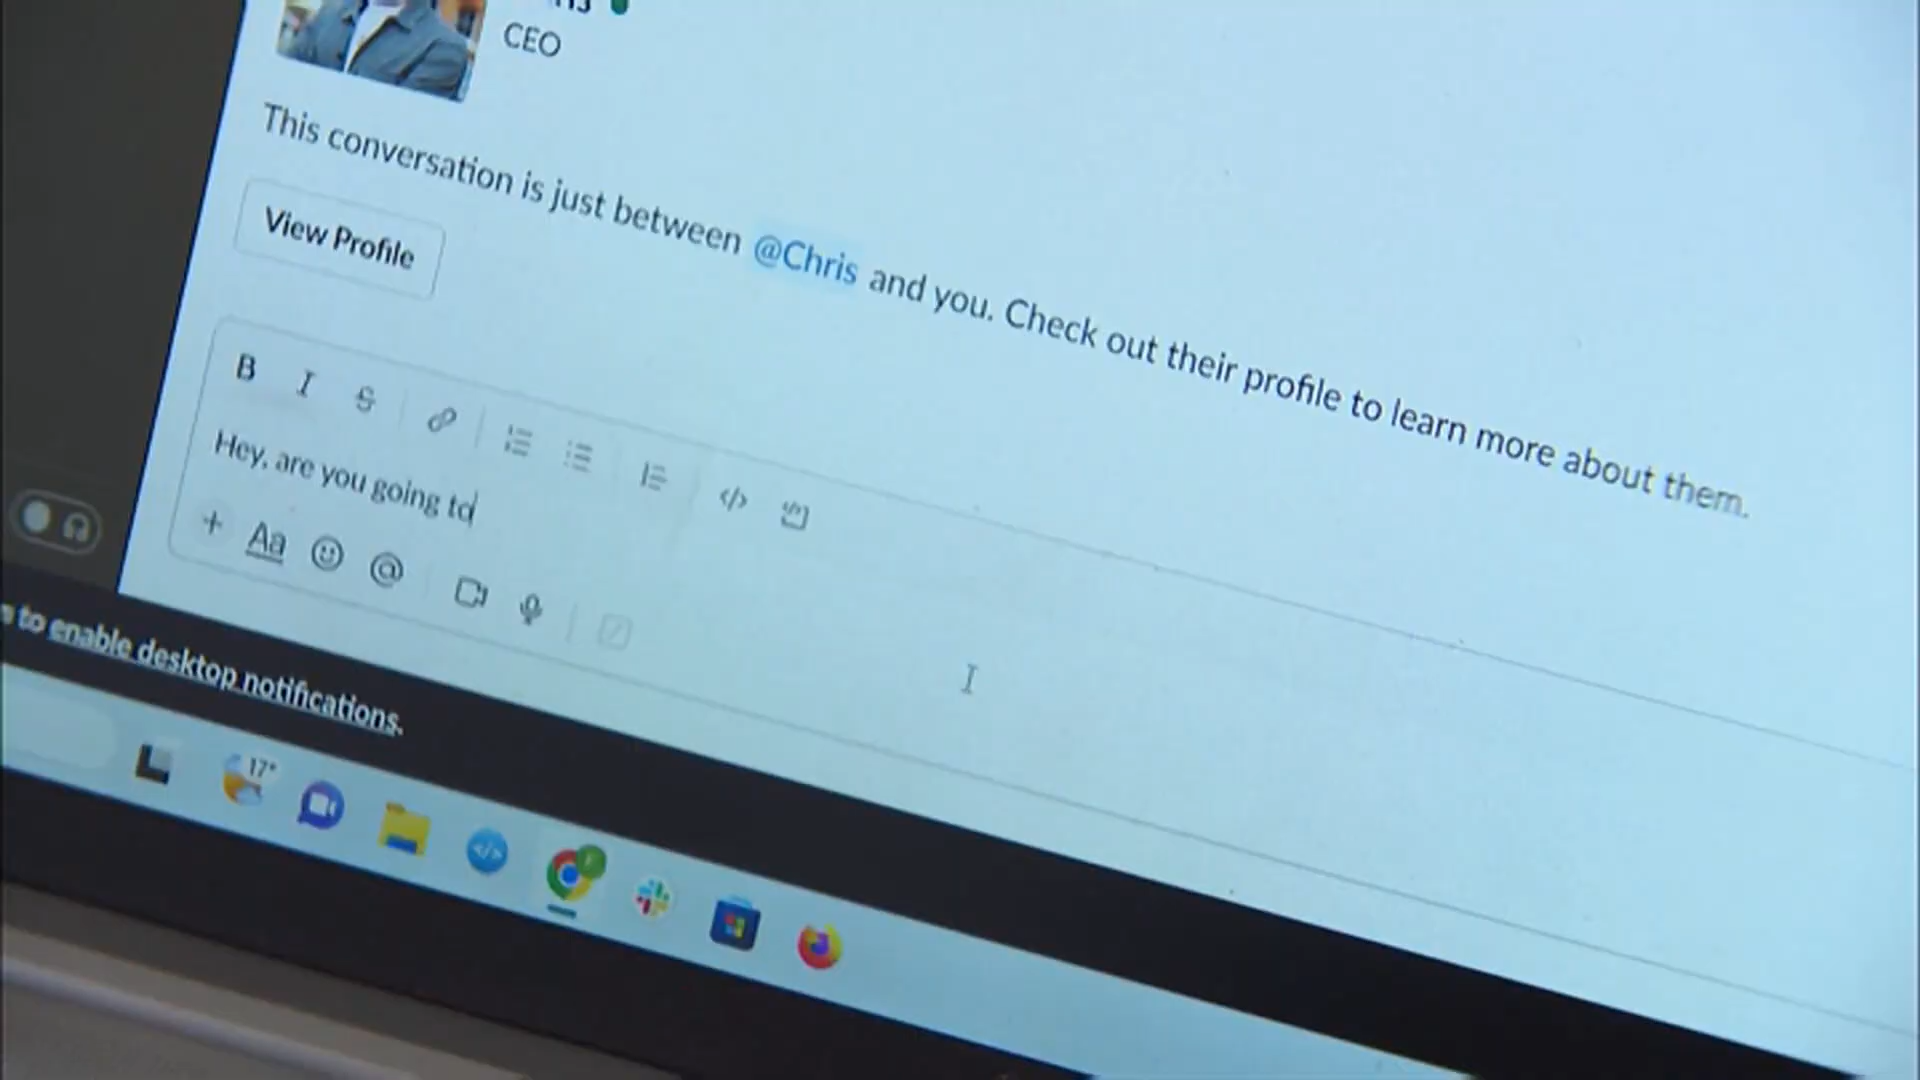 CEO
This conversation is just between @Chris and you. Check out their profile to learn more about them.
View Profile
B I S
Hey, are you going to
Aa
to enable desktop notifications.
17°